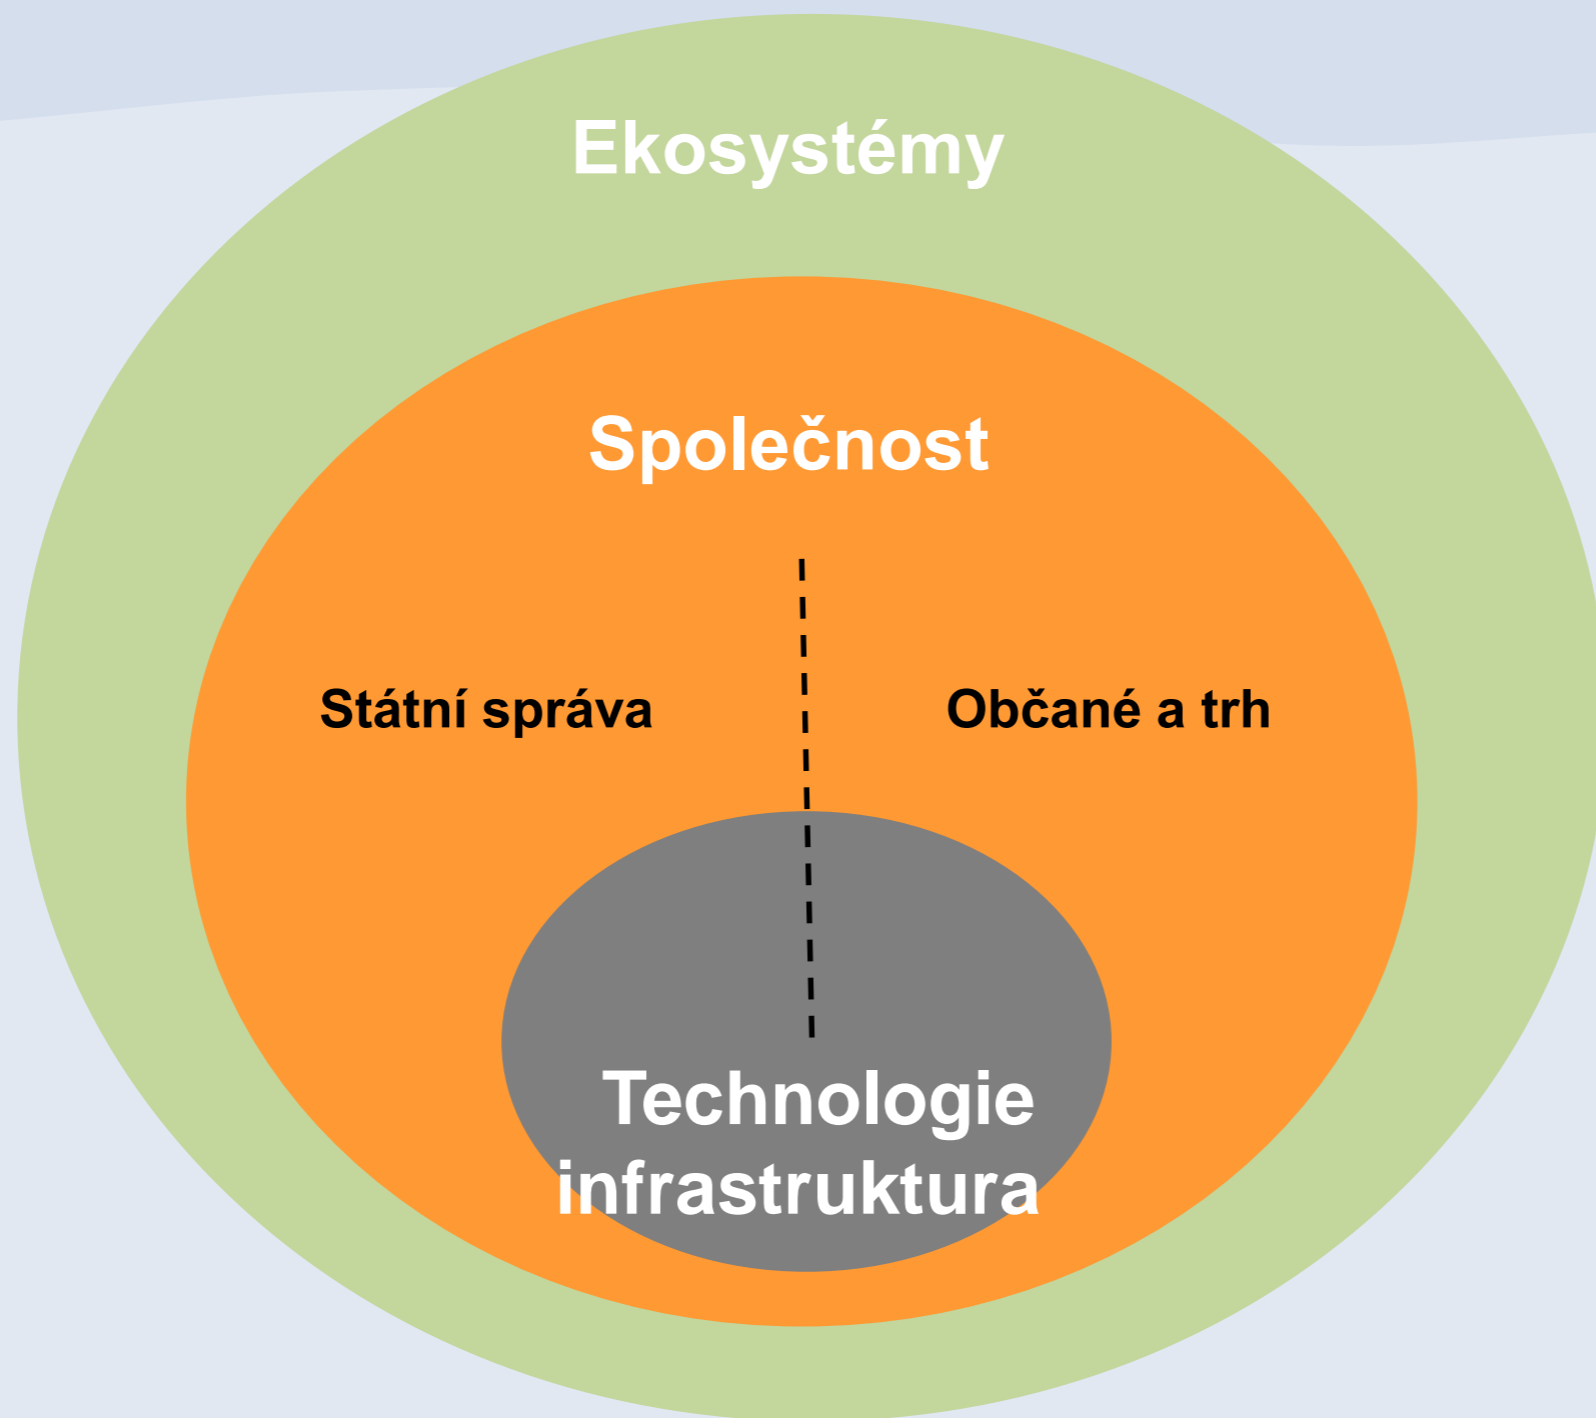 Ekosystémy
Společnost
Státní správa
Občané a trh
Technologie
infrastruktura